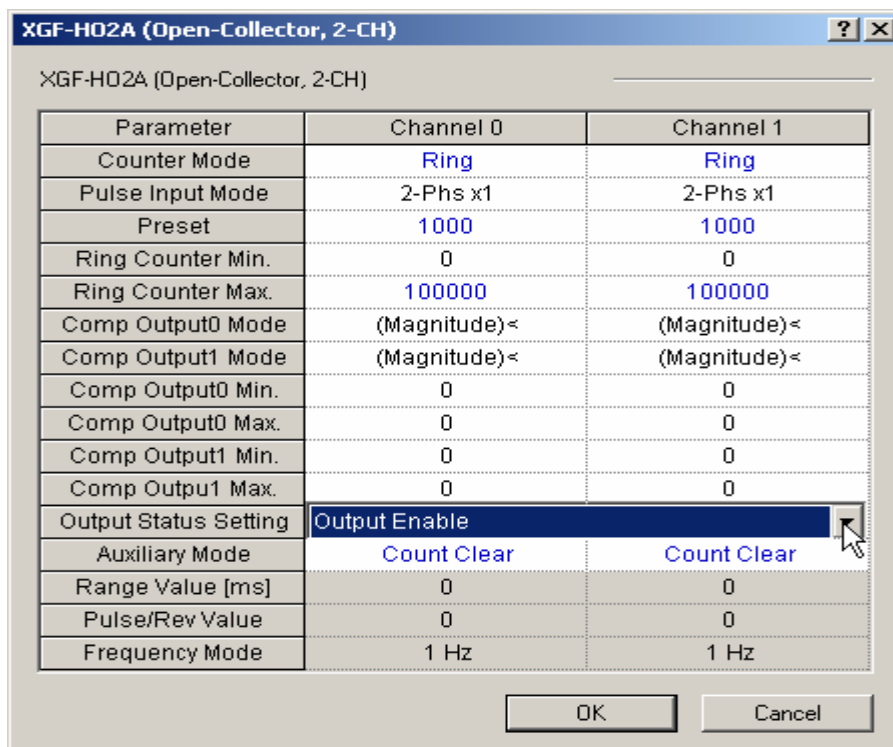 XGF-HO2A (Open-Collector, 2-CH)
XGF-HO2A (Open-Collector, 2-CH)
Parameter Channel 0 Channel 1
Counter Mode Ring Ring
Pulse Input Mode 2-Phs x1 2-Phs x1
Preset 1000 1000
Ring Counter Min. 0 0
Ring Counter Max. 100000 100000
Comp Output0 Mode (Magnitude)< (Magnitude)<
Comp Output1 Mode (Magnitude)< (Magnitude)<
Comp Output0 Min. 0 0
Comp Output0 Max. 0 0
Comp Output1 Min. 0 0
Comp Outpu1 Max. 0 0
Output Status Setting Output Enable
Auxiliary Mode Count Clear Count Clear
Range Value [ms] 0 0
Pulse/Rev Value 0 0
Frequency Mode 1 Hz 1 Hz
OK Cancel